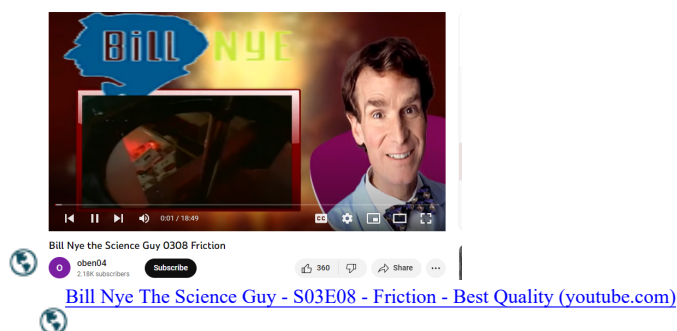 BiLL NYE
0:01 / 18:49
CC
Bill Nye the Science Guy 0308 Friction
O
oben04
2.18K subscribers
Subscribe
360
Share
Bill Nye The Science Guy - S03E08 - Friction - Best Quality (youtube.com)